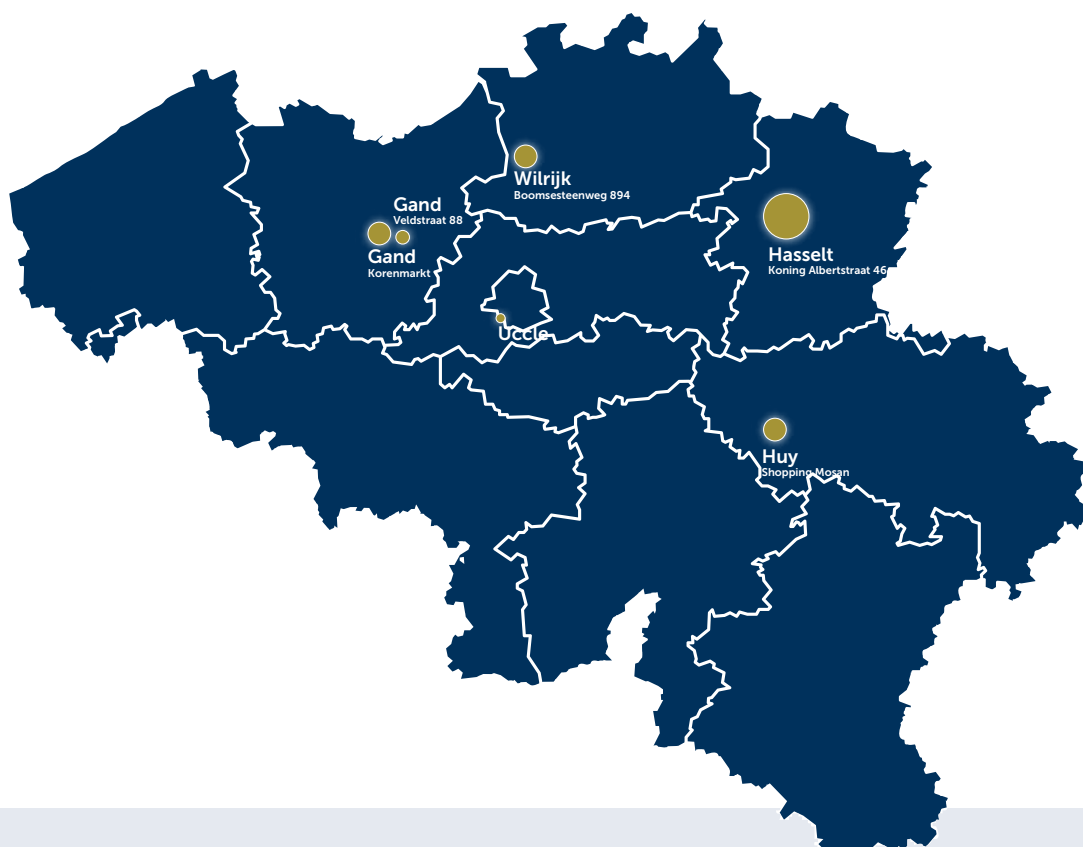 Wilrijk
Boomsesteenweg 894
Gand
Veldstraat 88
Gand
Korenmarkt
Hasselt
Koning Albertstraat 46
Uccle
Huy
Shopping Mosan